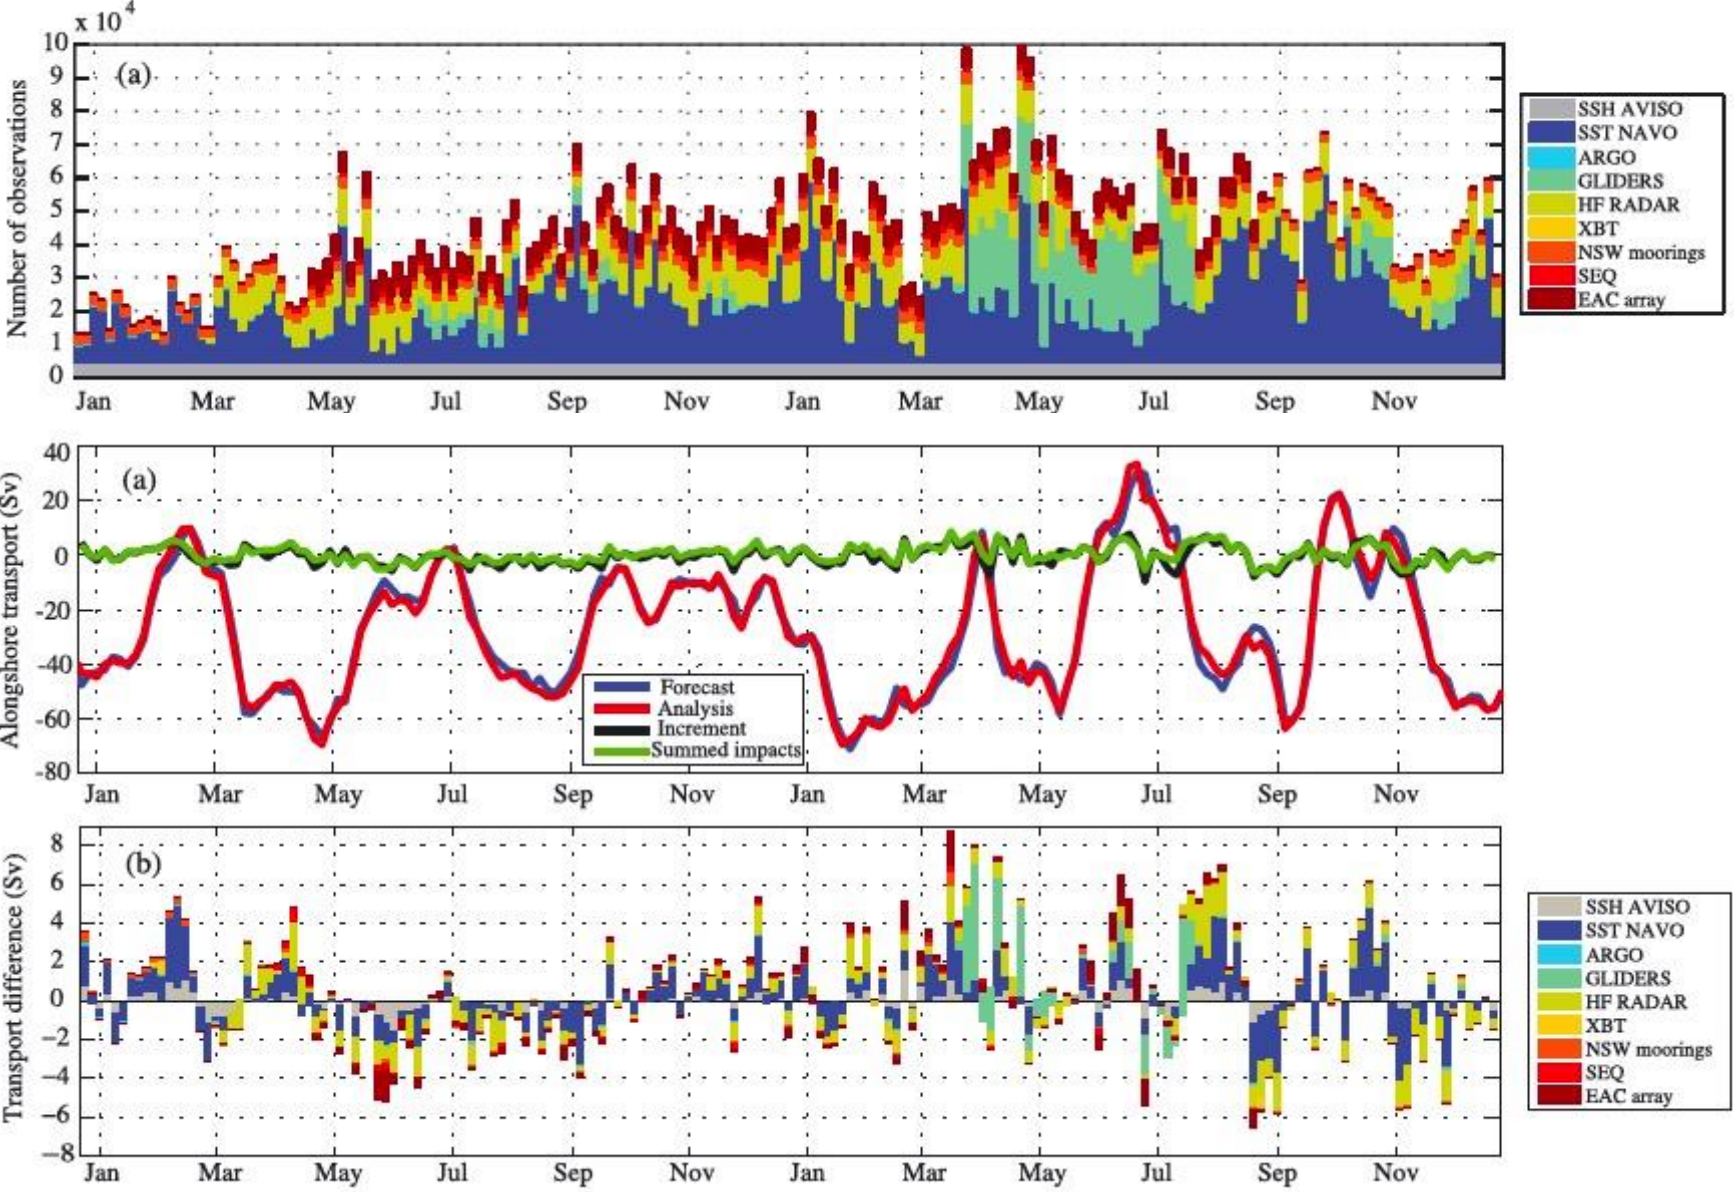 x 10^4
(a)
Number of observations
10
9
8
7
6
5
4
3
2
1
0
Jan Mar May Jul Sep Nov Jan Mar May Jul Sep Nov
SSH AVISO
SST NAVO
ARGO
GLIDERS
HF RADAR
XBT
NSW moorings
SEQ
EAC array
(a)
Alongshore transport (Sv)
40
20
0
-20
-40
-60
-80
Forecast
Analysis
Increment
Summed impacts
Jan Mar May Jul Sep Nov Jan Mar May Jul Sep Nov
(b)
Transport difference (Sv)
8
6
4
2
0
−2
−4
−6
−8
Jan Mar May Jul Sep Nov Jan Mar May Jul Sep Nov
SSH AVISO
SST NAVO
ARGO
GLIDERS
HF RADAR
XBT
NSW moorings
SEQ
EAC array